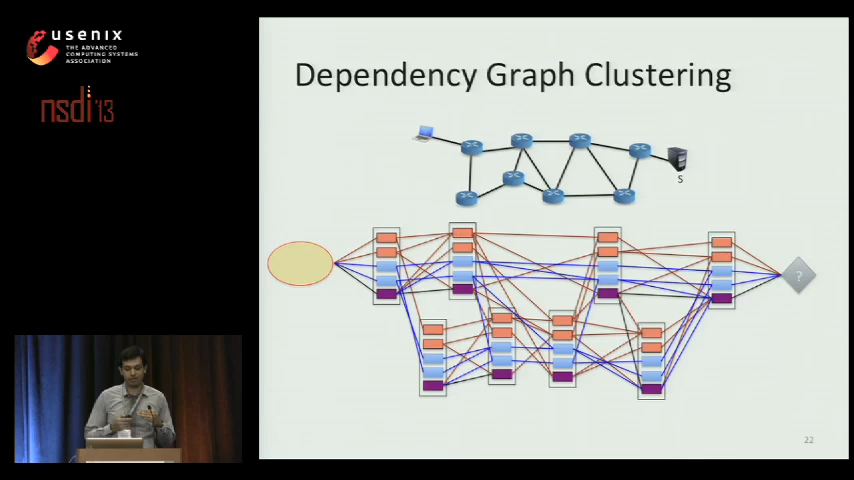 usenix
THE ADVANCED
COMPUTING SYSTEMS
ASSOCIATION
nsdi '13
Dependency Graph Clustering
S
?
22